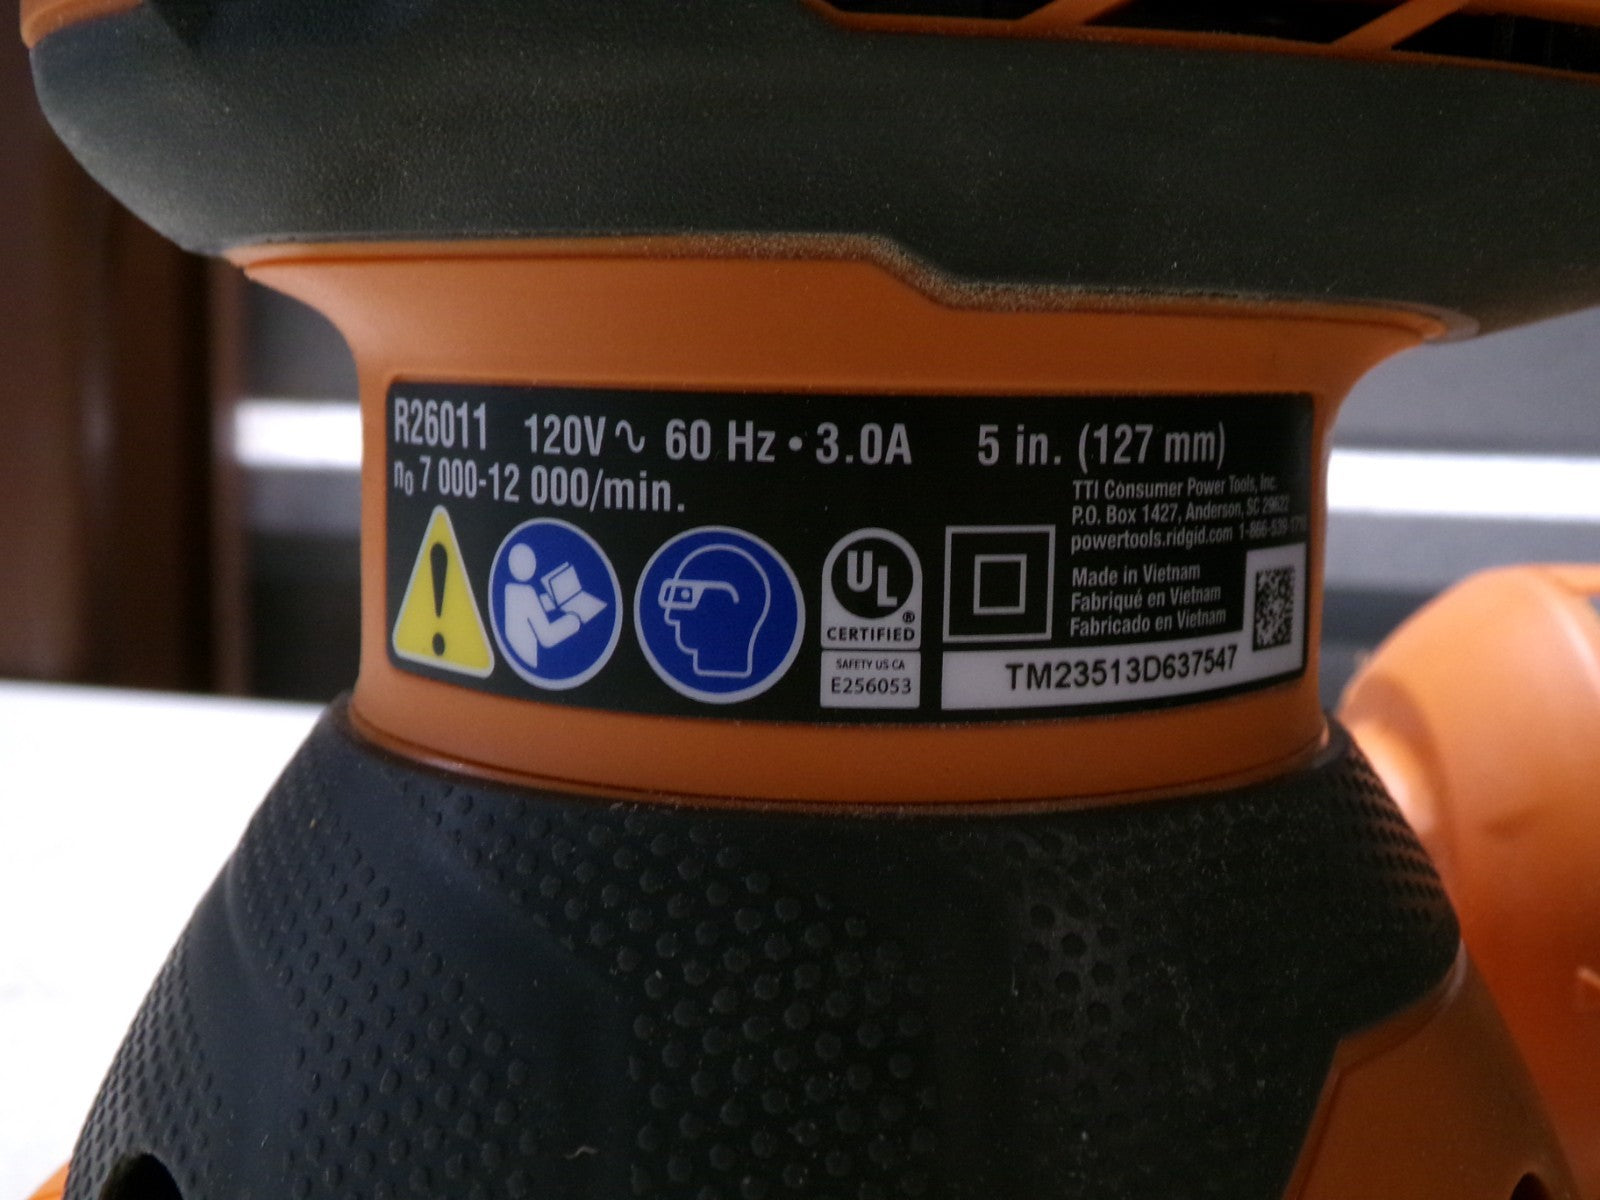 R26011 120V ~ 60 Hz • 3.0A 5 in. (127 mm)
n0 7 000-12 000/min.
TTI Consumer Power Tools, Inc.
P.O. Box 1427, Anderson, SC 29622
powertools.ridgid.com
Made in Vietnam
Fabriqué en Vietnam
Fabricado en Vietnam
UL
®
CERTIFIED
SAFETY US CA
E256053
TM23513D637547